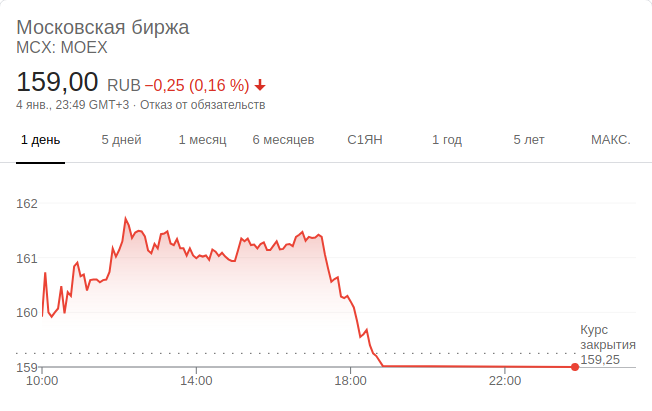 Московская биржа
MCX: MOEX
159,00 RUB −0,25 (0,16 %)
4 янв., 23:49 GMT+3 · Отказ от обязательств
1 день 5 дней 1 месяц 6 месяцев С1ЯН 1 год 5 лет МАКС.
162
161
160
159
Курс
закрытия
159,25
10:00 14:00 18:00 22:00